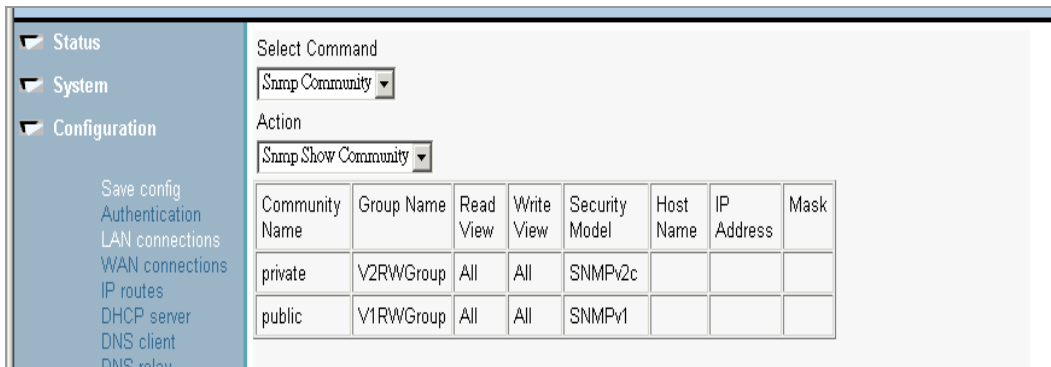 Status
System
Configuration
Save config
Authentication
LAN connections
WAN connections
IP routes
DHCP server
DNS client
DNS relay
Select Command
Snmp Community
Action
Snmp Show Community
Community Name Group Name Read View Write View Security Model Host Name IP Address Mask
private V2RWGroup All All SNMPv2c
public V1RWGroup All All SNMPv1